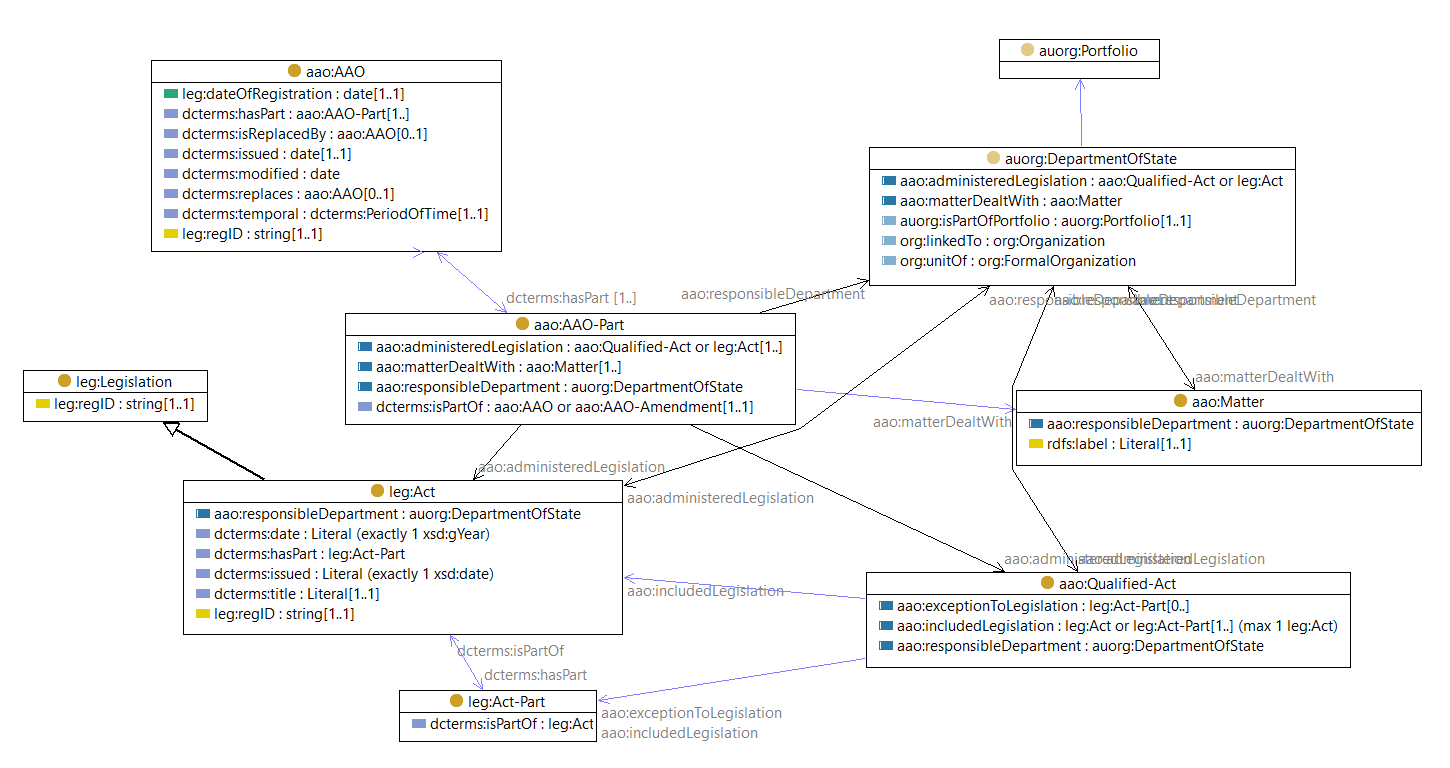 auorg:Portfolio
aao:AAO
leg:dateOfRegistration : date[1..1]
dcterms:hasPart : aao:AAO-Part[1..]
dcterms:isReplacedBy : aao:AAO[0..1]
dcterms:issued : date[1..1]
dcterms:modified : date
dcterms:replaces : aao:AAO[0..1]
dcterms:temporal : dcterms:PeriodOfTime[1..1]
leg:regID : string[1..1]
auorg:DepartmentOfState
aao:administeredLegislation : aao:Qualified-Act or leg:Act
aao:matterDealtWith : aao:Matter
auorg:isPartOfPortfolio : auorg:Portfolio[1..1]
org:linkedTo : org:Organization
org:unitOf : org:FormalOrganization
dcterms:hasPart [1..]
aao:responsibleDepartment
aao:responsibleDepartment
aao:responsibleDepartment
aao:responsibleDepartment
aao:AAO-Part
aao:administeredLegislation : aao:Qualified-Act or leg:Act[1..]
aao:matterDealtWith : aao:Matter[1..]
aao:responsibleDepartment : auorg:DepartmentOfState
dcterms:isPartOf : aao:AAO or aao:AAO-Amendment[1..1]
leg:Legislation
leg:regID : string[1..1]
aao:matterDealtWith
aao:Matter
aao:responsibleDepartment : auorg:DepartmentOfState
rdfs:label : Literal[1..1]
aao:matterDealtWith
aao:administeredLegislation
leg:Act
aao:responsibleDepartment : auorg:DepartmentOfState
dcterms:date : Literal (exactly 1 xsd:gYear)
dcterms:hasPart : leg:Act-Part
dcterms:issued : Literal (exactly 1 xsd:date)
dcterms:title : Literal[1..1]
leg:regID : string[1..1]
aao:administeredLegislation
aao:administeredLegislation
aao:administeredLegislation
aao:includedLegislation
aao:Qualified-Act
aao:exceptionToLegislation : leg:Act-Part[0..]
aao:includedLegislation : leg:Act or leg:Act-Part[1..] (max 1 leg:Act)
aao:responsibleDepartment : auorg:DepartmentOfState
dcterms:isPartOf
dcterms:hasPart
leg:Act-Part
dcterms:isPartOf : leg:Act
aao:exceptionToLegislation
aao:includedLegislation